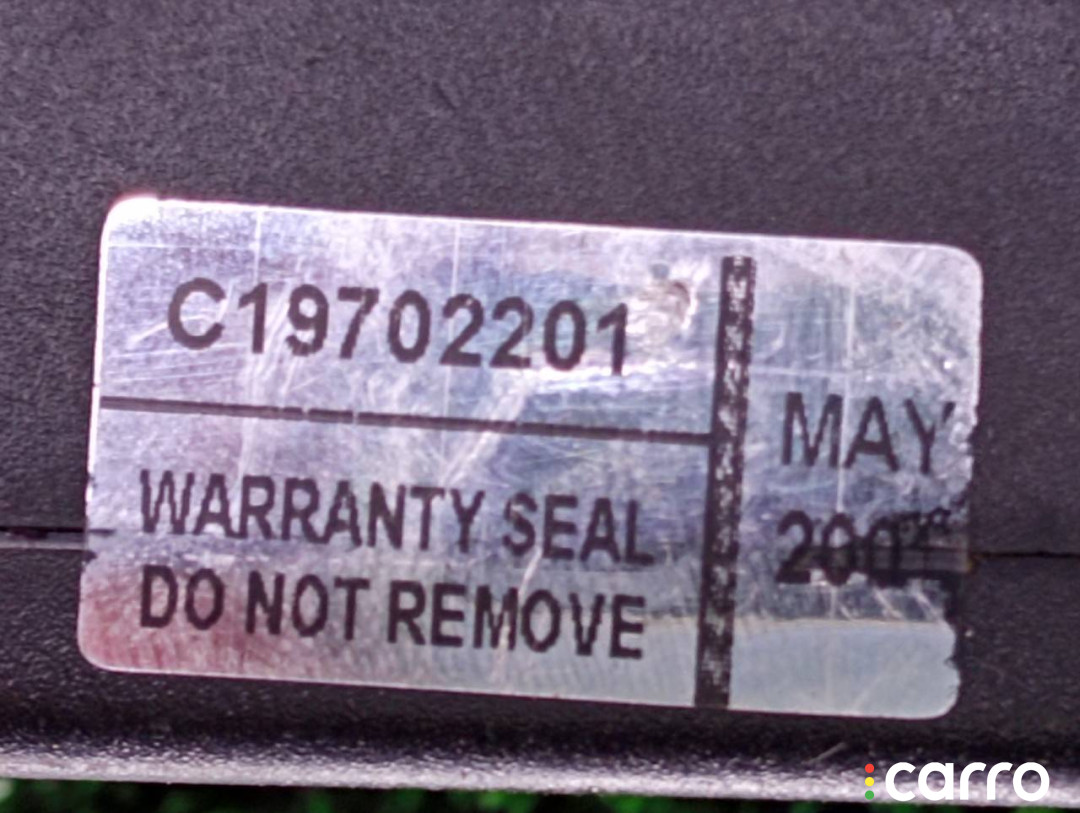 C19702201
MAY
WARRANTY SEAL
DO NOT REMOVE
carro